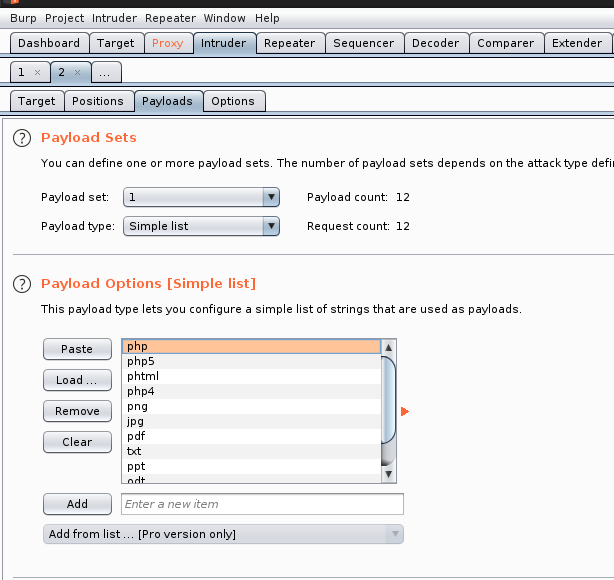 Burp Project Intruder Repeater Window Help
Dashboard Target Proxy Intruder Repeater Sequencer Decoder Comparer Extender
1 × 2 × ...
Target Positions Payloads Options
? Payload Sets
You can define one or more payload sets. The number of payload sets depends on the attack type defi
Payload set: 1 Payload count: 12
Payload type: Simple list Request count: 12
? Payload Options [Simple list]
This payload type lets you configure a simple list of strings that are used as payloads.
Paste
Load ...
Remove
Clear
php
php5
phtml
php4
png
jpg
pdf
txt
ppt
odt
Add Enter a new item
Add from list ... [Pro version only]